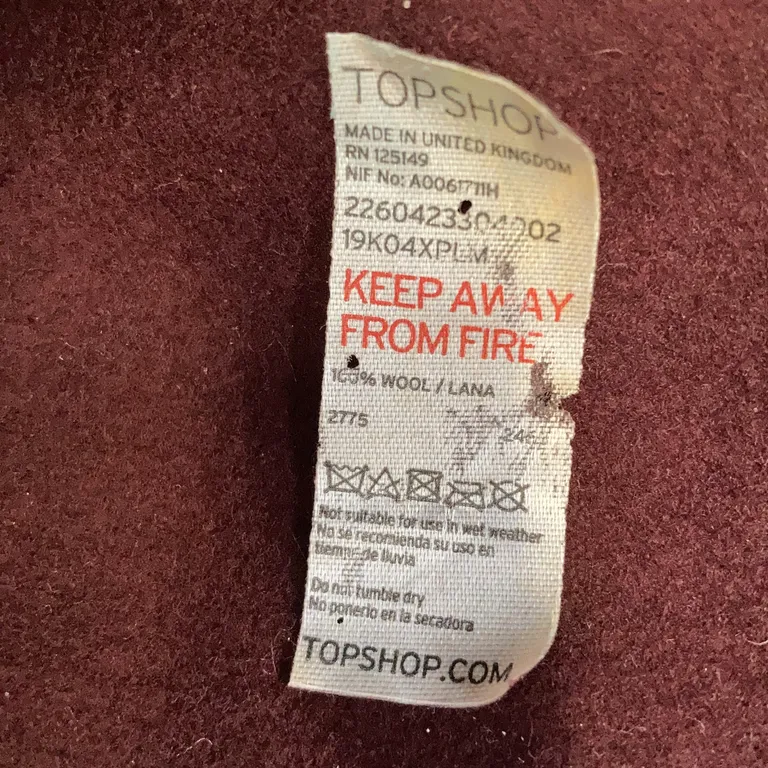 TOPSHOP
MADE IN UNITED KINGDOM
RN 125149
NIF No: A0061771H
19K04XPLM
KEEP AWAY
FROM FIRE
100% WOOL / LANA
2775
Not suitable for use in wet weather
No se recomienda su uso en
tiempo de lluvia
Do not tumble dry
No ponerlo en la secadora
TOPSHOP.COM